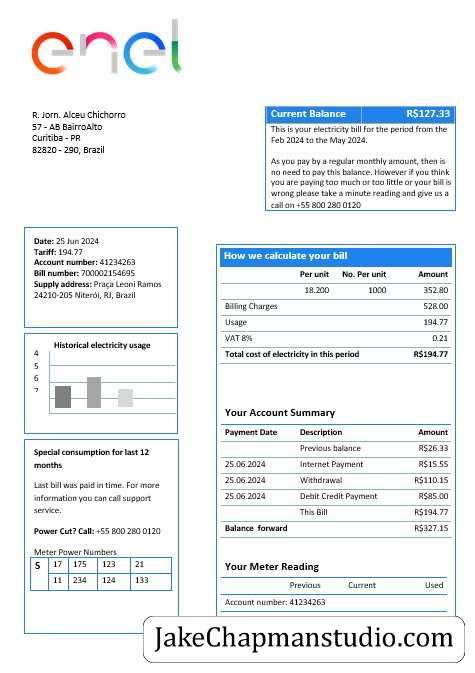 enel
R. Jorn. Alceu Chichorro
57 - AB BairroAlto
Curitiba - PR
82820 - 290, Brazil
Current Balance R$127.33
This is your electricity bill for the period from the
Feb 2024 to the May 2024.
As you pay by a regular monthly amount, then is
no need to pay this balance. However if you think
you are paying too much or too little or your bill is
wrong please take a minute reading and give us a
call on +55 800 280 0120
Date: 25 Jun 2024
Tariff: 194.77
Account number: 41234263
Bill number: 700002154695
Supply address: Praça Leoni Ramos
24210-205 Niterói, RJ, Brazil
Historical electricity usage
4
5
6
7
Special consumption for last 12
months
Last bill was paid in time. For more
information you can call support
service.
Power Cut? Call: +55 800 280 0120
Meter Power Numbers
S 17 175 123 21
11 234 124 133
How we calculate your bill
Per unit No. Per unit Amount
18.200 1000 352.80
Billing Charges 528.00
Usage 194.77
VAT 8% 0.21
Total cost of electricity in this period R$194.77
Your Account Summary
Payment Date Description Amount
Previous balance R$26.33
25.06.2024 Internet Payment R$15.55
25.06.2024 Withdrawal R$110.15
25.06.2024 Debit Credit Payment R$85.00
This Bill R$194.77
Balance forward R$327.15
Your Meter Reading
Previous Current Used
Account number: 41234263
JakeChapmanstudio.com